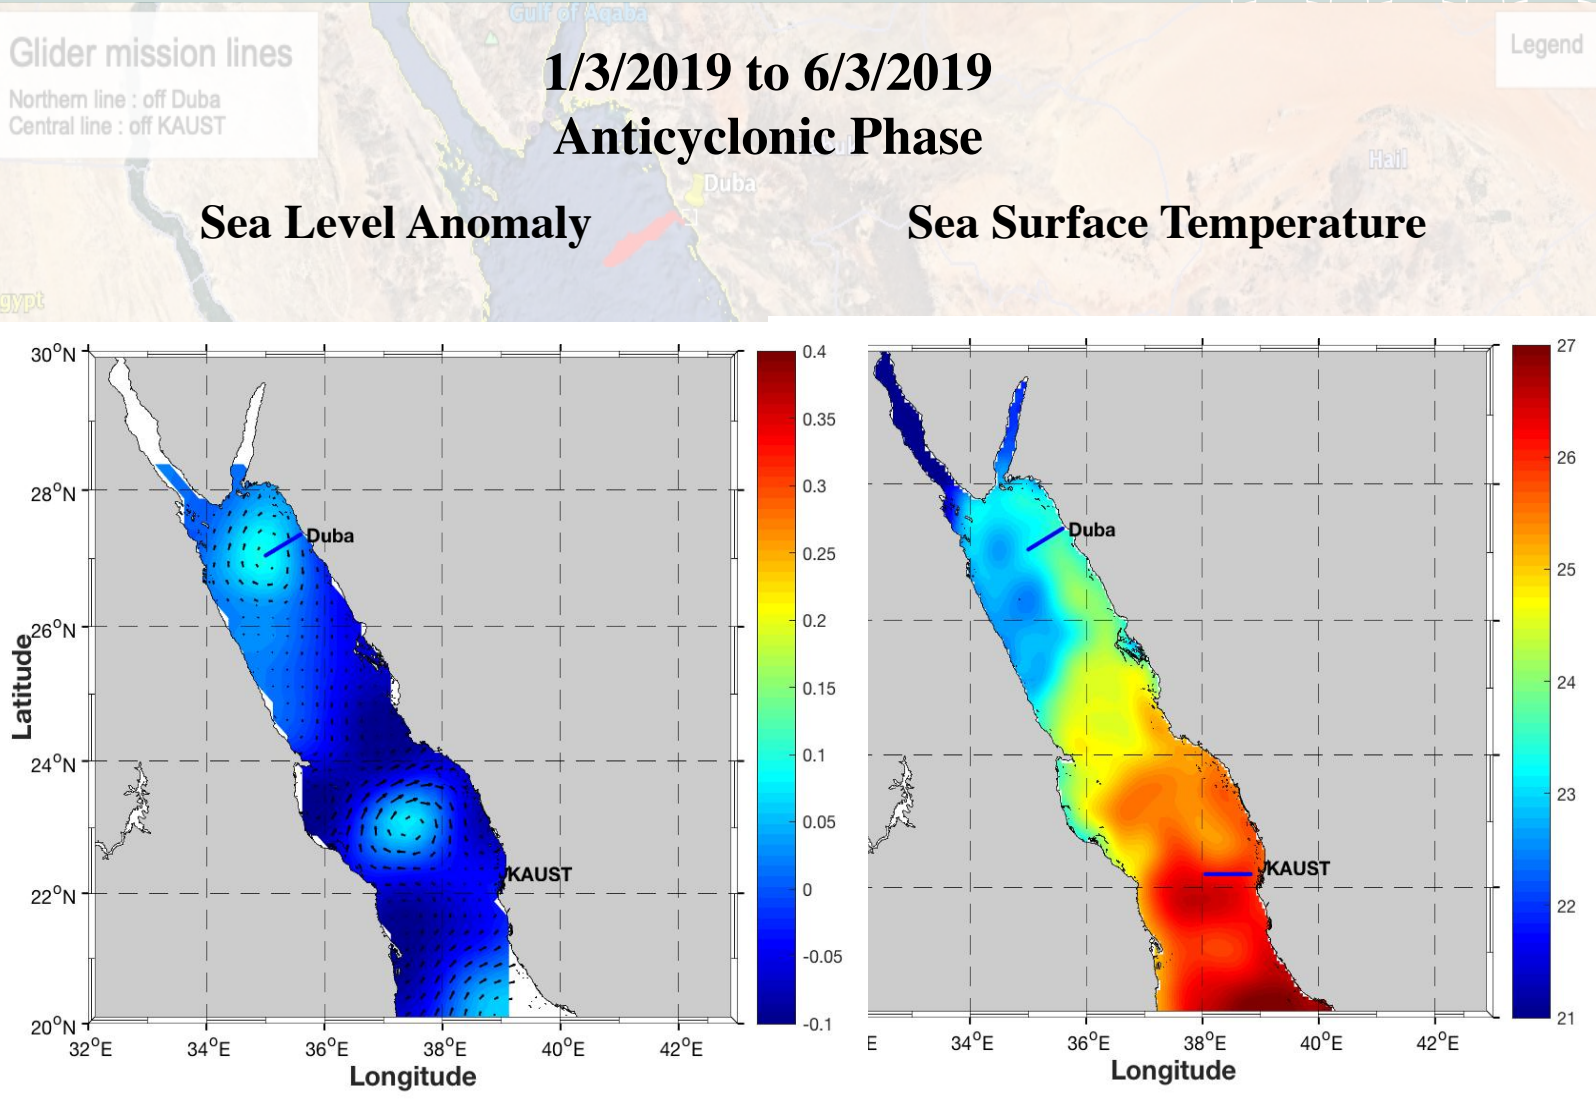 Gulf of Aqaba
Glider mission lines
Northern line : off Duba
Central line : off KAUST
Legend
1/3/2019 to 6/3/2019
Anticyclonic Phase
Hail
Duba
Sea Level Anomaly
Sea Surface Temperature
gypt
30°N
28°N
26°N
24°N
22°N
20°N
Latitude
32°E
34°E
36°E
38°E
40°E
42°E
Longitude
Duba
KAUST
0.4
0.35
0.3
0.25
0.2
0.15
0.1
0.05
0
-0.05
-0.1
Duba
KAUST
E
34°E
36°E
38°E
40°E
42°E
Longitude
27
26
25
24
23
22
21